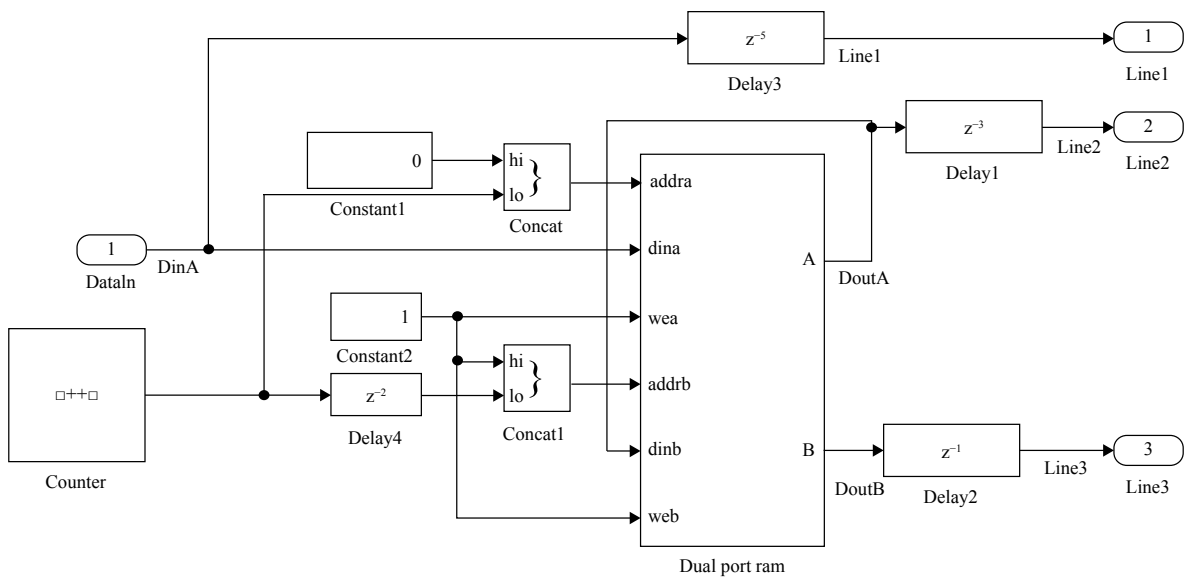 z⁻⁵
Delay3
Line1
1
Line1
z⁻³
Delay1
Line2
2
Line2
0
Constant1
hi
lo
}
Concat
1
DataIn
DinA
addra
dina
wea
addrb
dinb
web
A
B
DoutA
Dual port ram
1
Constant2
□++□
Counter
z⁻²
Delay4
hi
lo
}
Concat1
DoutB
z⁻¹
Delay2
Line3
3
Line3